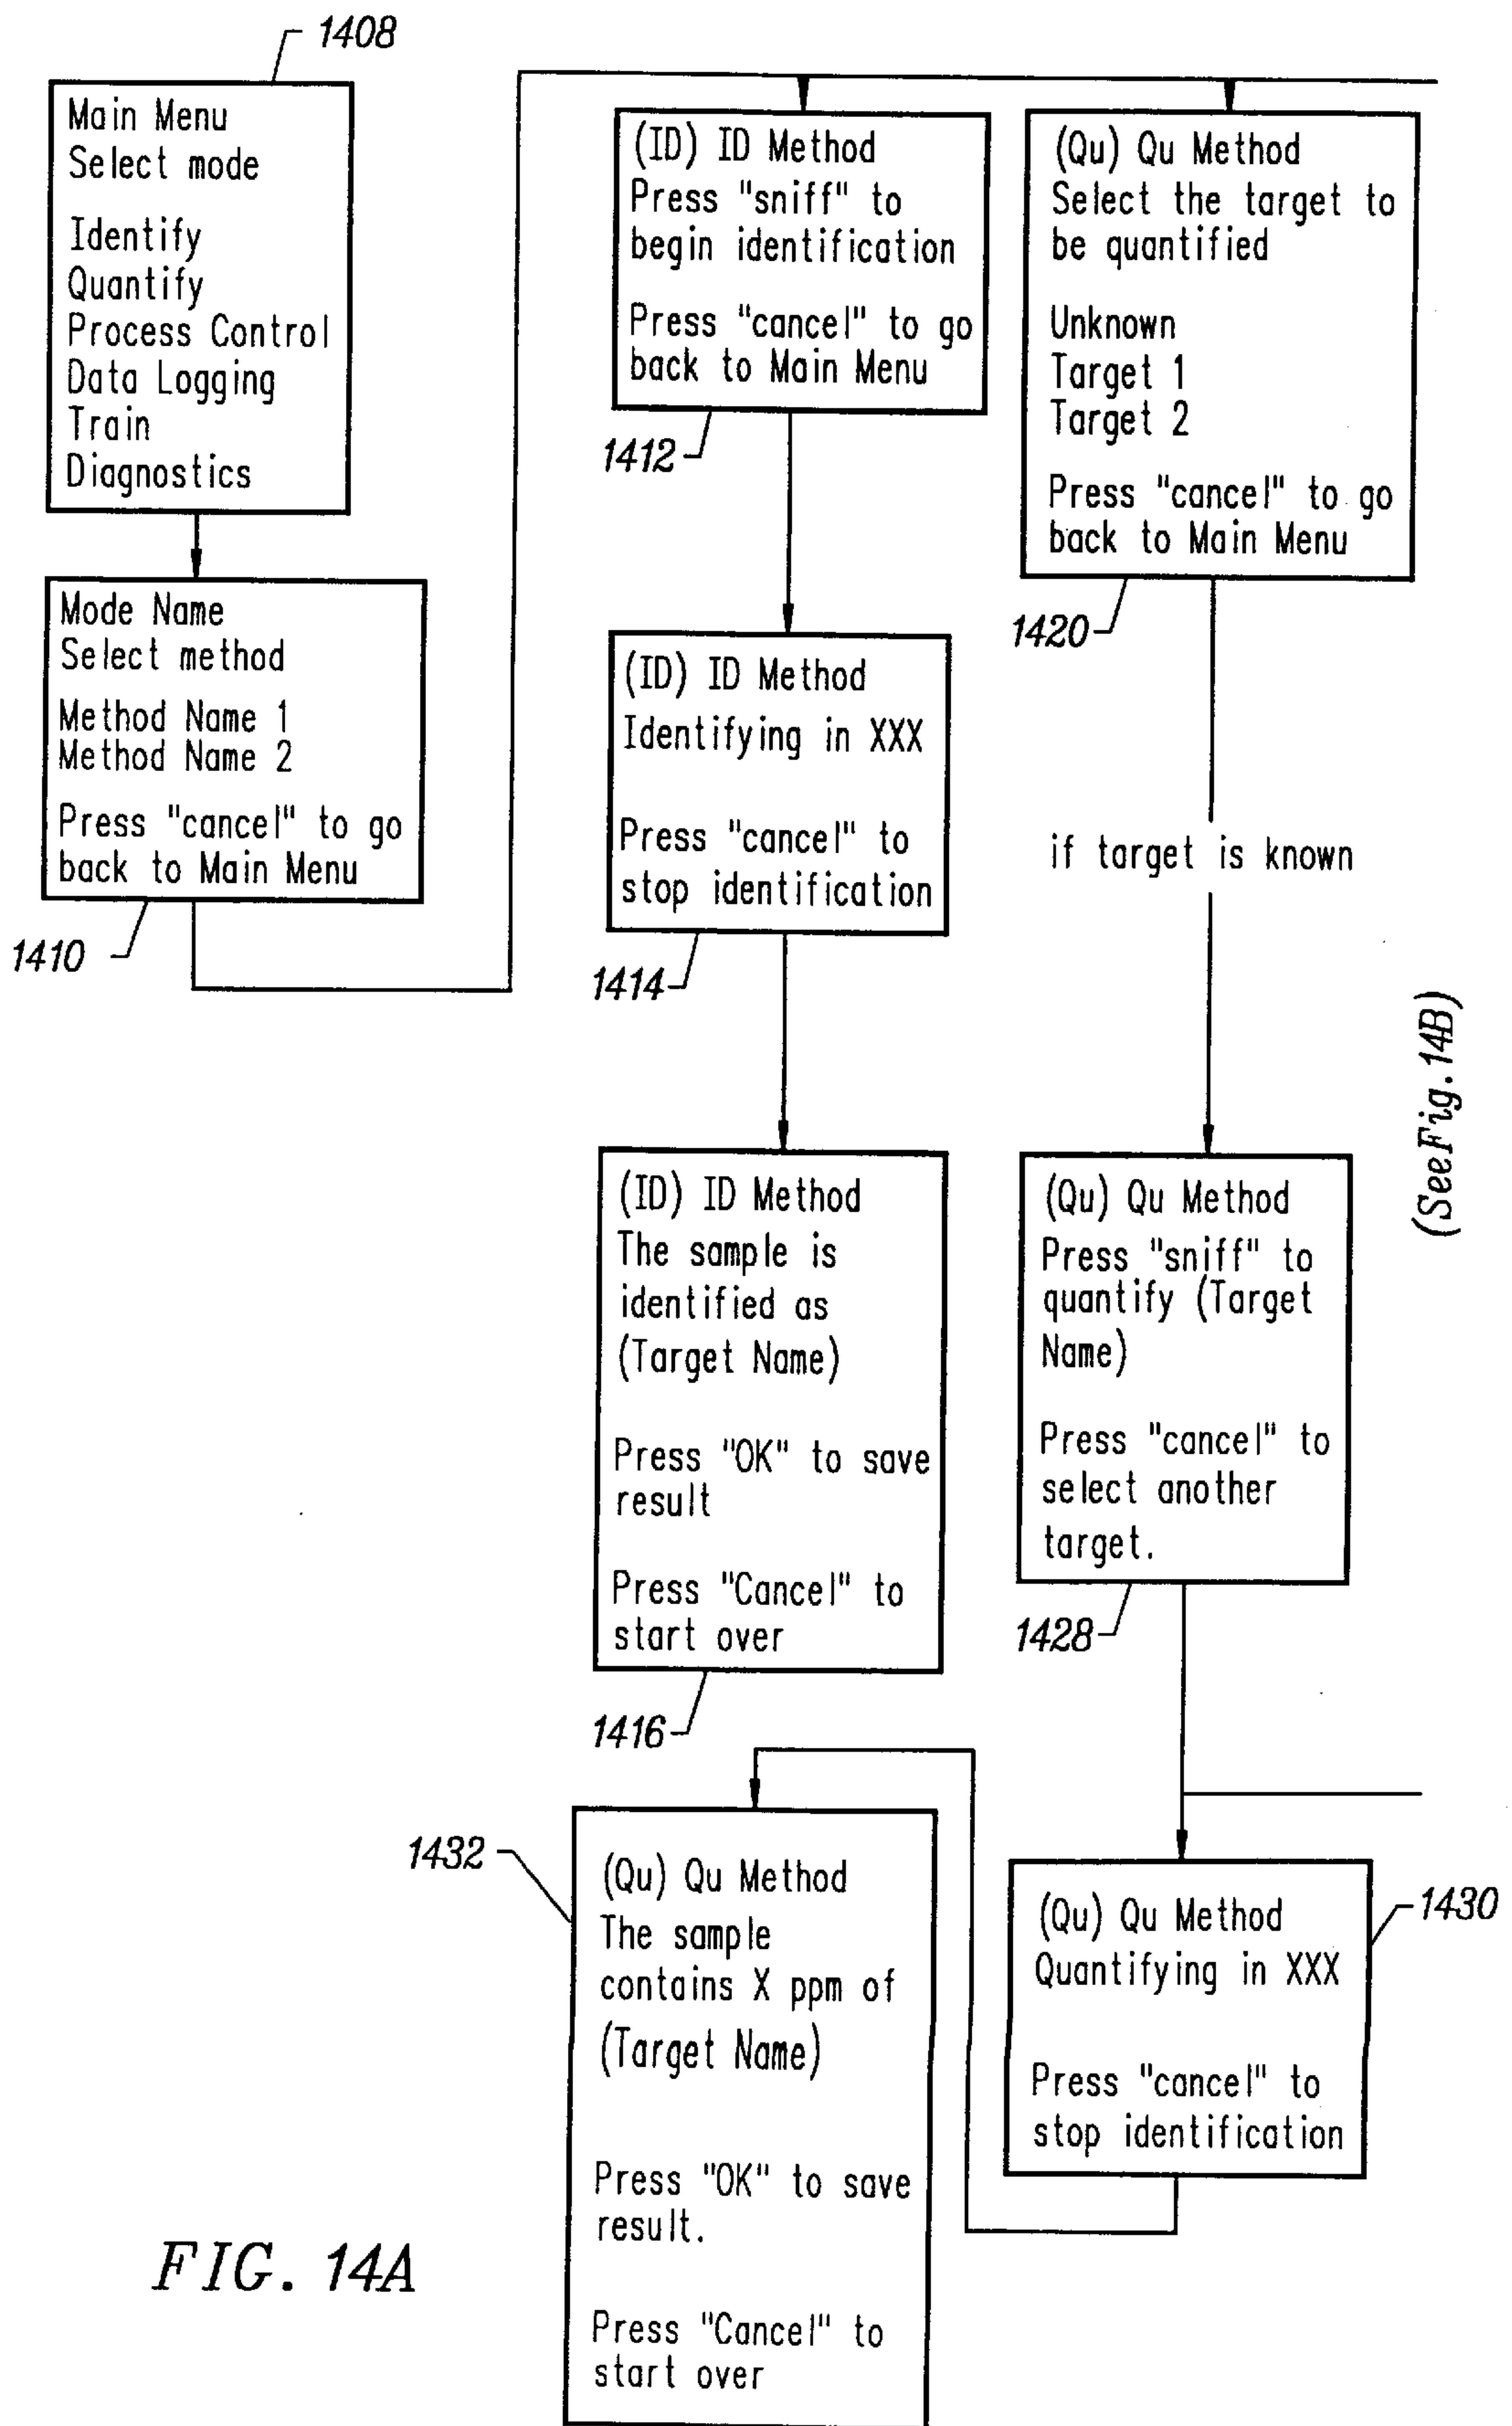 1408
Main Menu
Select mode
Identify
Quantify
Process Control
Data Logging
Train
Diagnostics
Mode Name
Select method
Method Name 1
Method Name 2
Press "cancel" to go
back to Main Menu
1410
(ID) ID Method
Press "sniff" to
begin identification
Press "cancel" to go
back to Main Menu
1412
(ID) ID Method
Identifying in XXX
Press "cancel" to
stop identification
1414
(ID) ID Method
The sample is
identified as
(Target Name)
Press "OK" to save
result
Press "Cancel" to
start over
1416
(Qu) Qu Method
Select the target to
be quantified
Unknown
Target 1
Target 2
Press "cancel" to go
back to Main Menu
1420
if target is known
(Qu) Qu Method
Press "sniff" to
quantify (Target
Name)
Press "cancel" to
select another
target.
1428
(Qu) Qu Method
Quantifying in XXX
Press "cancel" to
stop identification
1430
1432
(Qu) Qu Method
The sample
contains X ppm of
(Target Name)
Press "OK" to save
result.
Press "Cancel" to
start over
(See Fig. 14B)
FIG. 14A